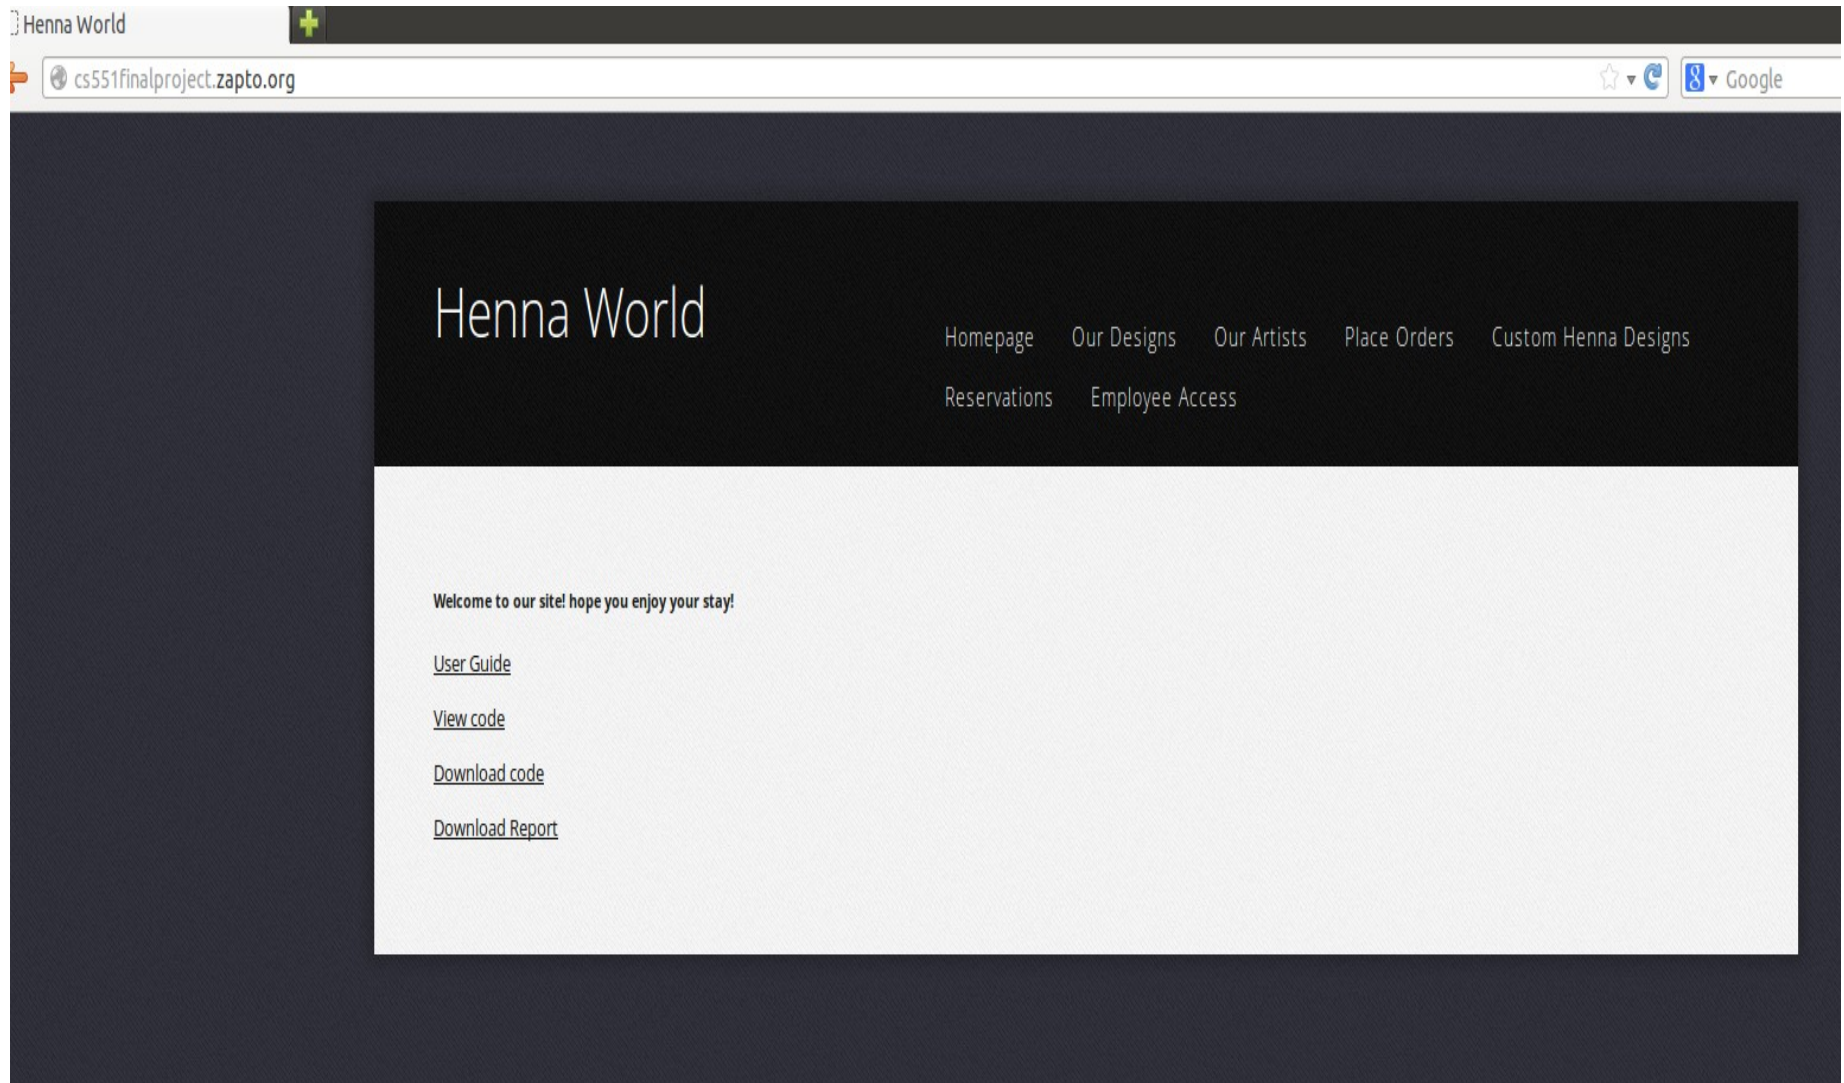 Henna World
cs551finalproject.zapto.org
Google
Henna World
Homepage Our Designs Our Artists Place Orders Custom Henna Designs
Reservations Employee Access
Welcome to our site! hope you enjoy your stay!
User Guide
View code
Download code
Download Report